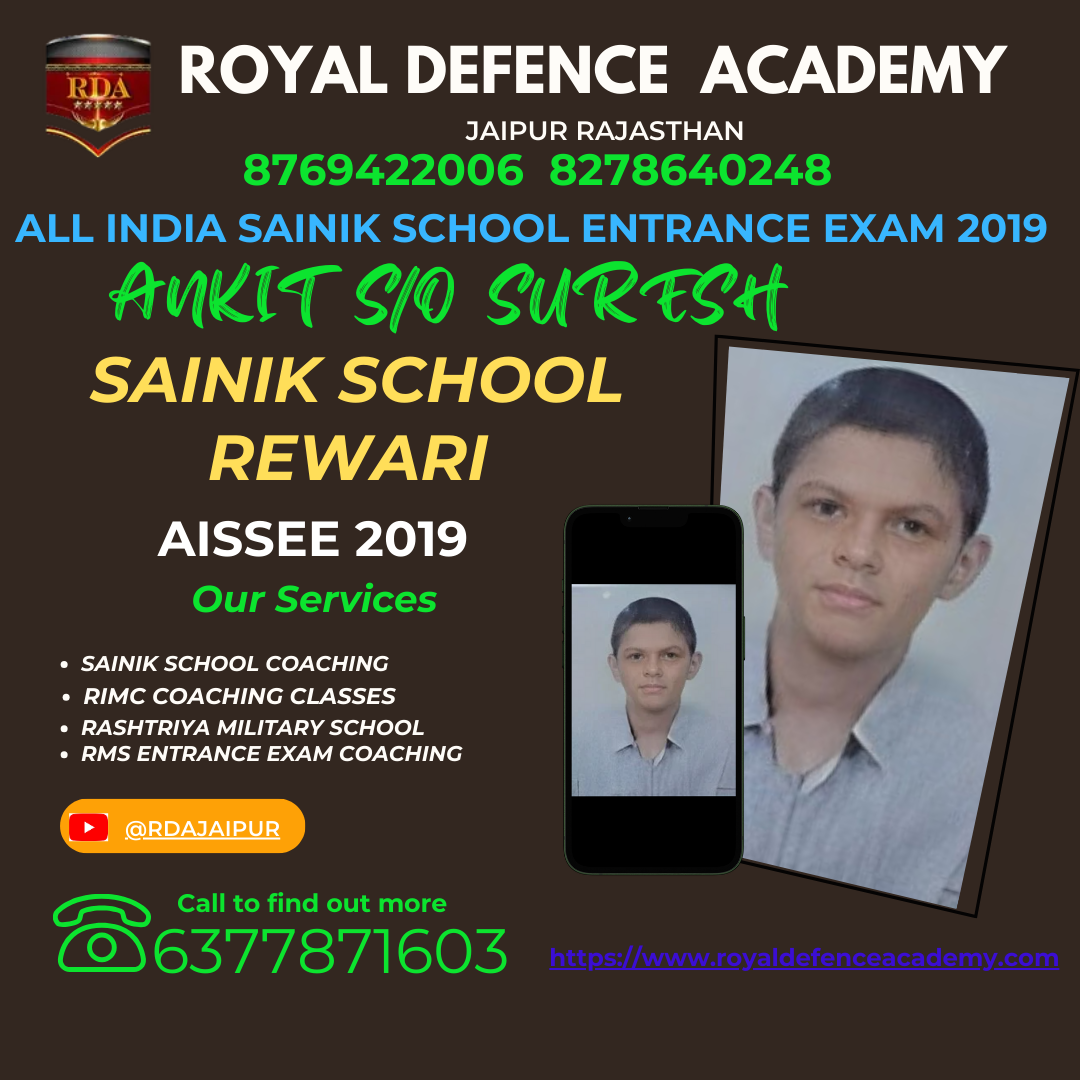 RDA
ROYAL DEFENCE ACADEMY
JAIPUR RAJASTHAN
8769422006 8278640248
ALL INDIA SAINIK SCHOOL ENTRANCE EXAM 2019
ANKIT S/O SURESH
SAINIK SCHOOL
REWARI
AISSEE 2019
Our Services
• SAINIK SCHOOL COACHING
• RIMC COACHING CLASSES
• RASHTRIYA MILITARY SCHOOL
• RMS ENTRANCE EXAM COACHING
@RDAJAIPUR
Call to find out more
6377871603
https://www.royaldefenceacademy.com